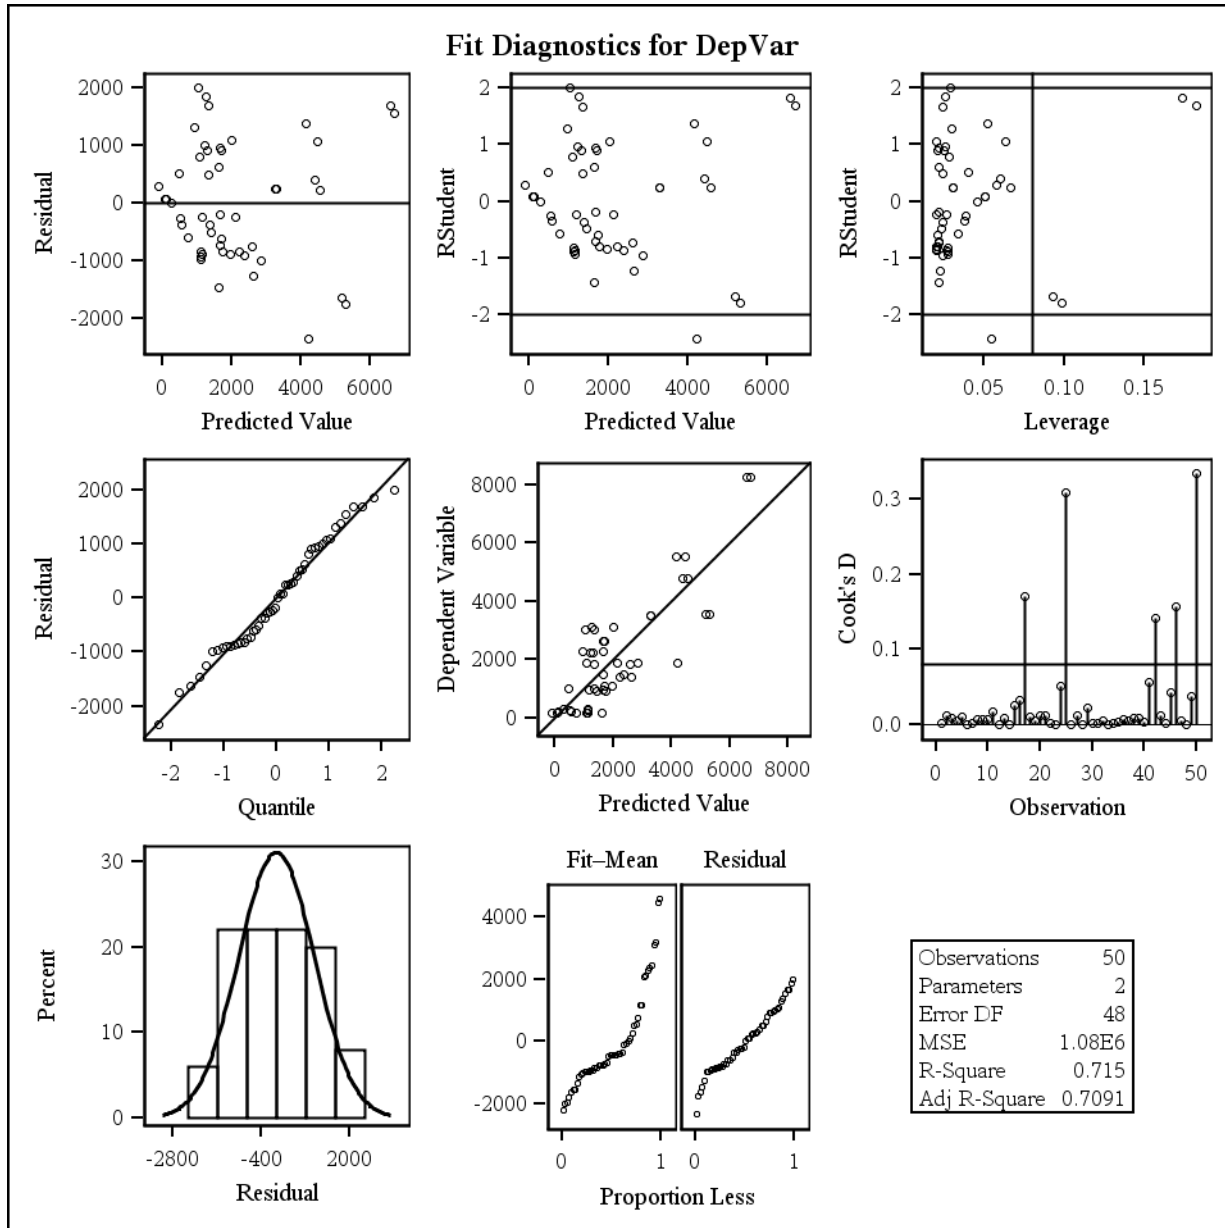 Fit Diagnostics for DepVar
2000
1000
0
-1000
-2000
Residual
0 2000 4000 6000
Predicted Value
2
1
0
-1
-2
RStudent
0 2000 4000 6000
Predicted Value
2
1
0
-1
-2
RStudent
0.05 0.10 0.15
Leverage
2000
1000
0
-1000
-2000
Residual
-2 -1 0 1 2
Quantile
8000
6000
4000
2000
0
Dependent Variable
0 2000 4000 6000 8000
Predicted Value
0.3
0.2
0.1
0.0
Cook's D
0 10 20 30 40 50
Observation
30
20
10
0
Percent
-2800 -400 2000
Residual
Fit–Mean Residual
4000
2000
0
-2000
0 1 0 1
Proportion Less
Observations 50
Parameters 2
Error DF 48
MSE 1.08E6
R-Square 0.715
Adj R-Square 0.7091